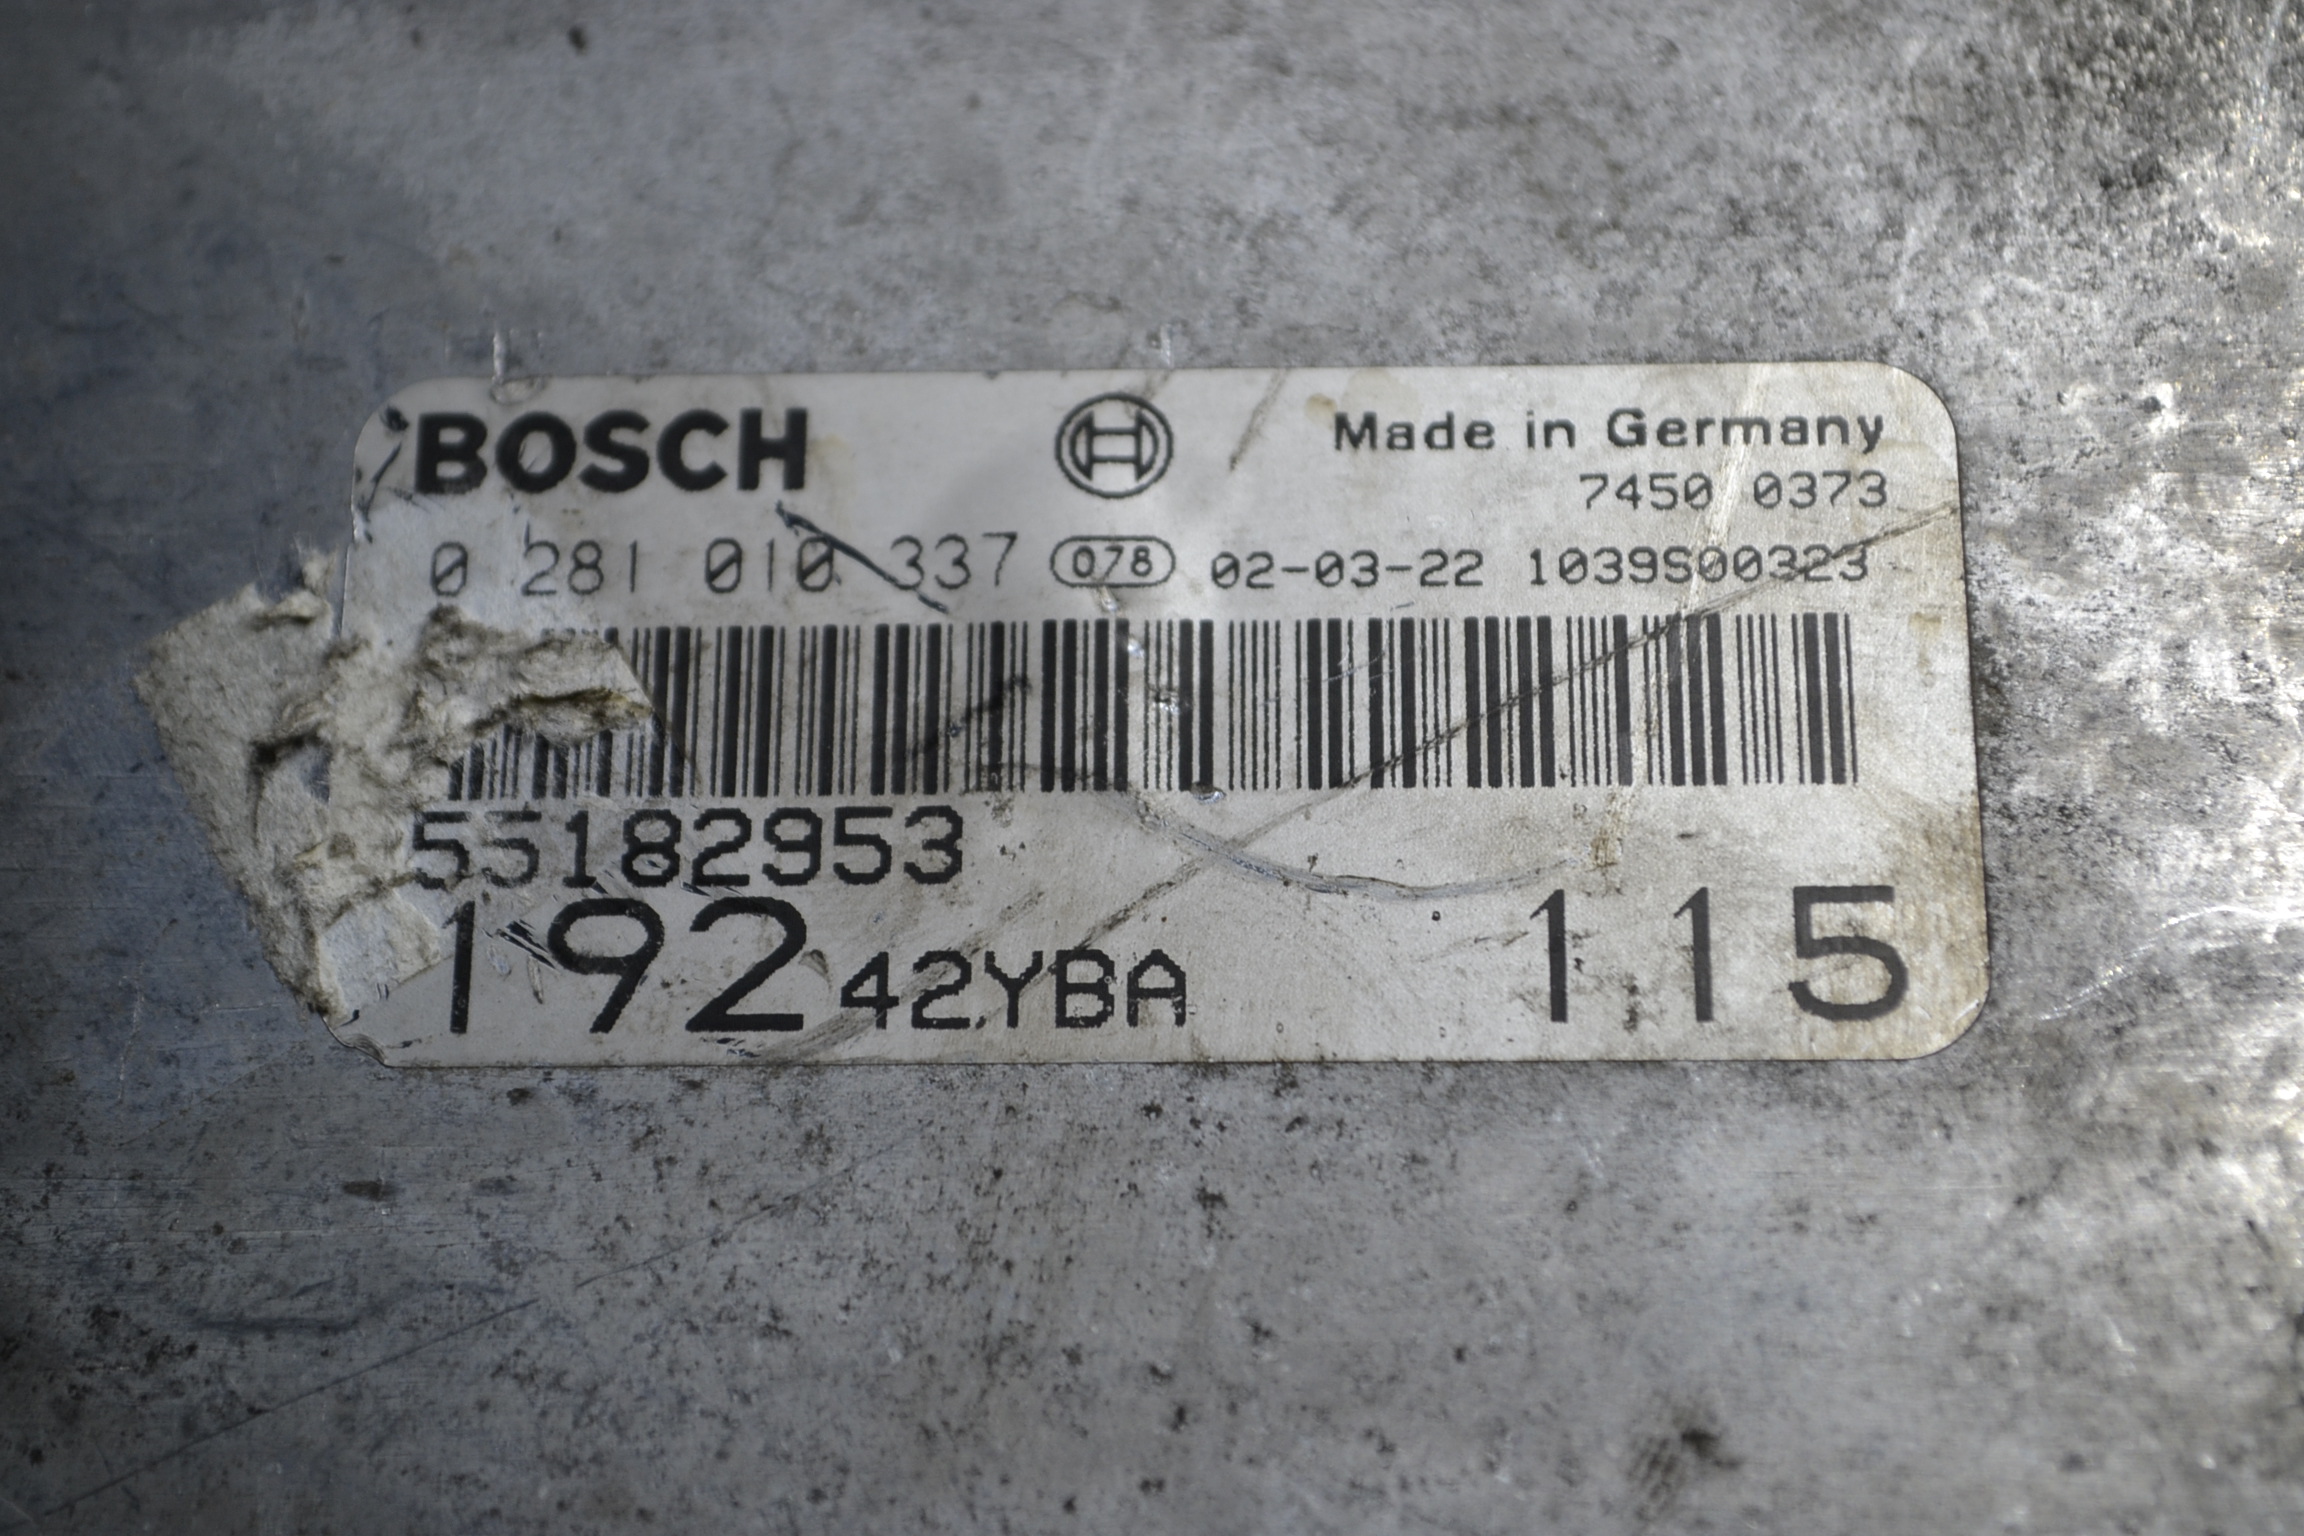 BOSCH Made in Germany
7450 0373
0 281 010 337 078 02-03-22 1039S00323
55182953
192 42YBA 115